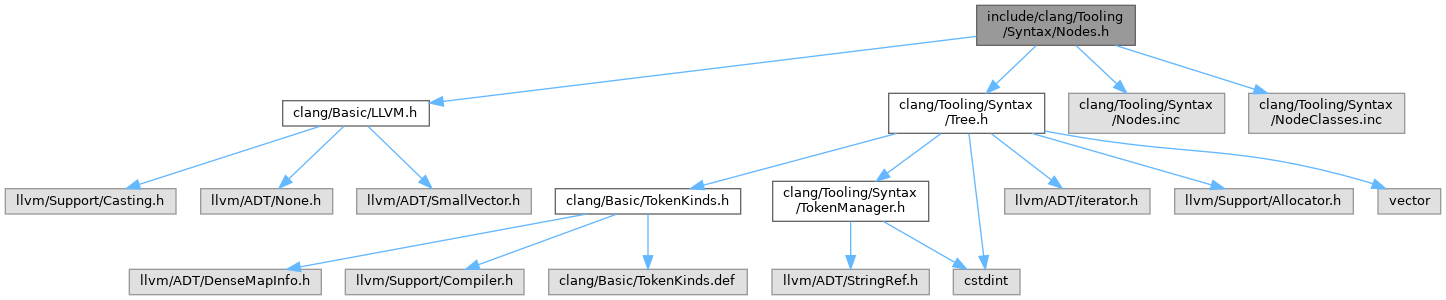 include/clang/Tooling
/Syntax/Nodes.h
clang/Basic/LLVM.h
clang/Tooling/Syntax
/Tree.h
clang/Tooling/Syntax
/Nodes.inc
clang/Tooling/Syntax
/NodeClasses.inc
llvm/Support/Casting.h
llvm/ADT/None.h
llvm/ADT/SmallVector.h
clang/Basic/TokenKinds.h
clang/Tooling/Syntax
/TokenManager.h
llvm/ADT/iterator.h
llvm/Support/Allocator.h
vector
llvm/ADT/DenseMapInfo.h
llvm/Support/Compiler.h
clang/Basic/TokenKinds.def
llvm/ADT/StringRef.h
cstdint